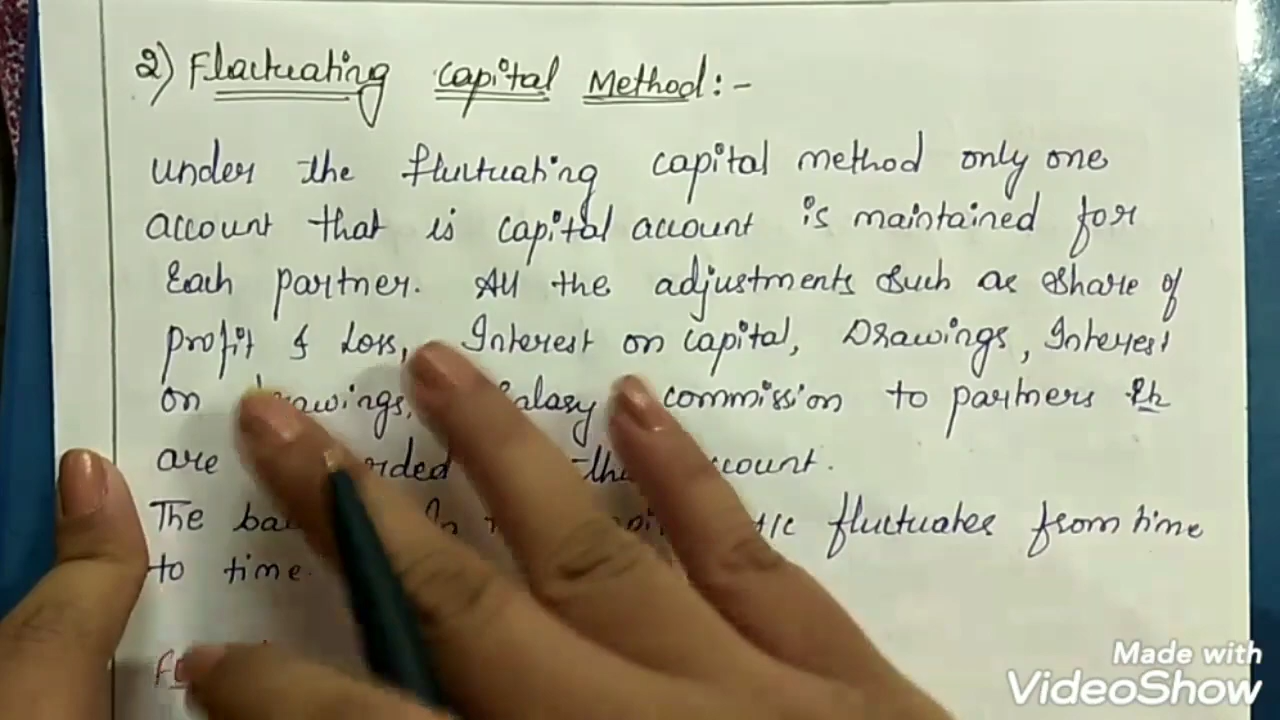 2) Fluctuating capital Method:-
under the fluctuating capital method only one
account that is capital account is maintained for
Each partner. All the adjustments such as share of
profit & Loss, Interest on capital, Drawings, Interest
on salary commission to partners
are the account.
The fluctuates from time
to time.
Made with
VideoShow